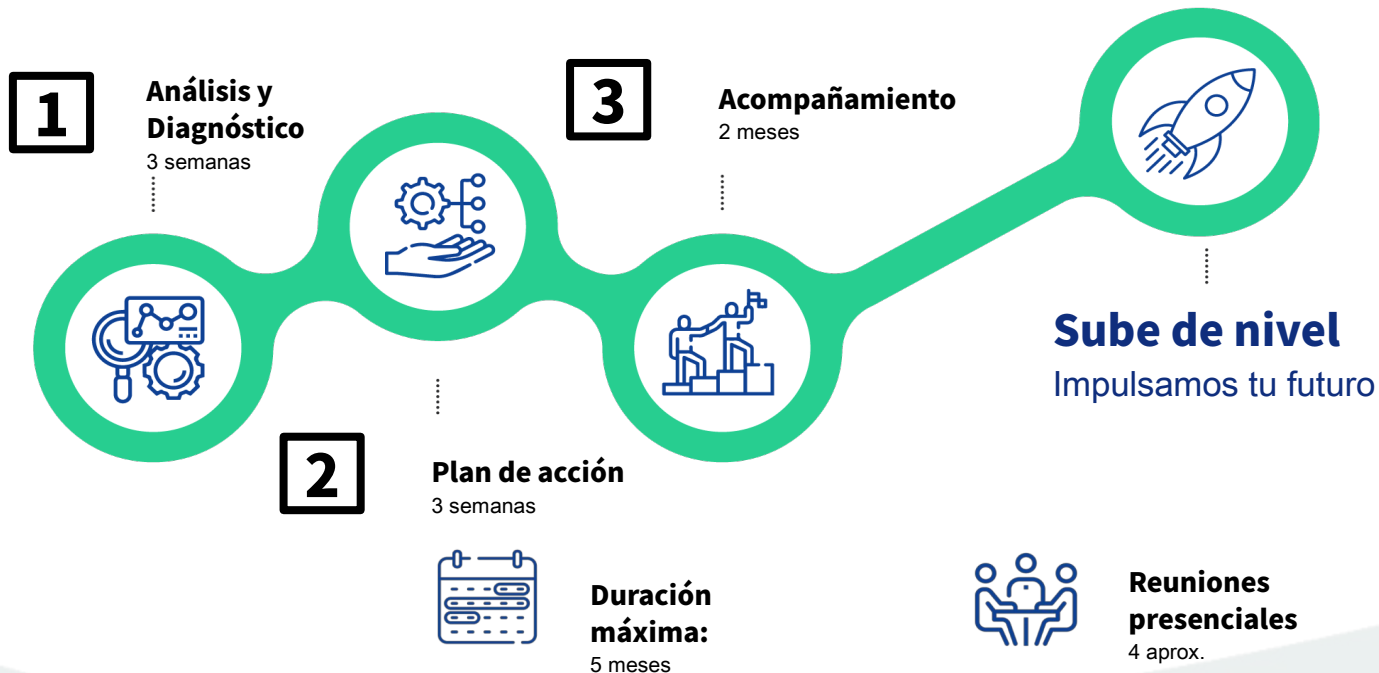 1
Análisis y
Diagnóstico
3 semanas
2
Plan de acción
3 semanas
3
Acompañamiento
2 meses
Sube de nivel
Impulsamos tu futuro
Duración
máxima:
5 meses
Reuniones
presenciales
4 aprox.